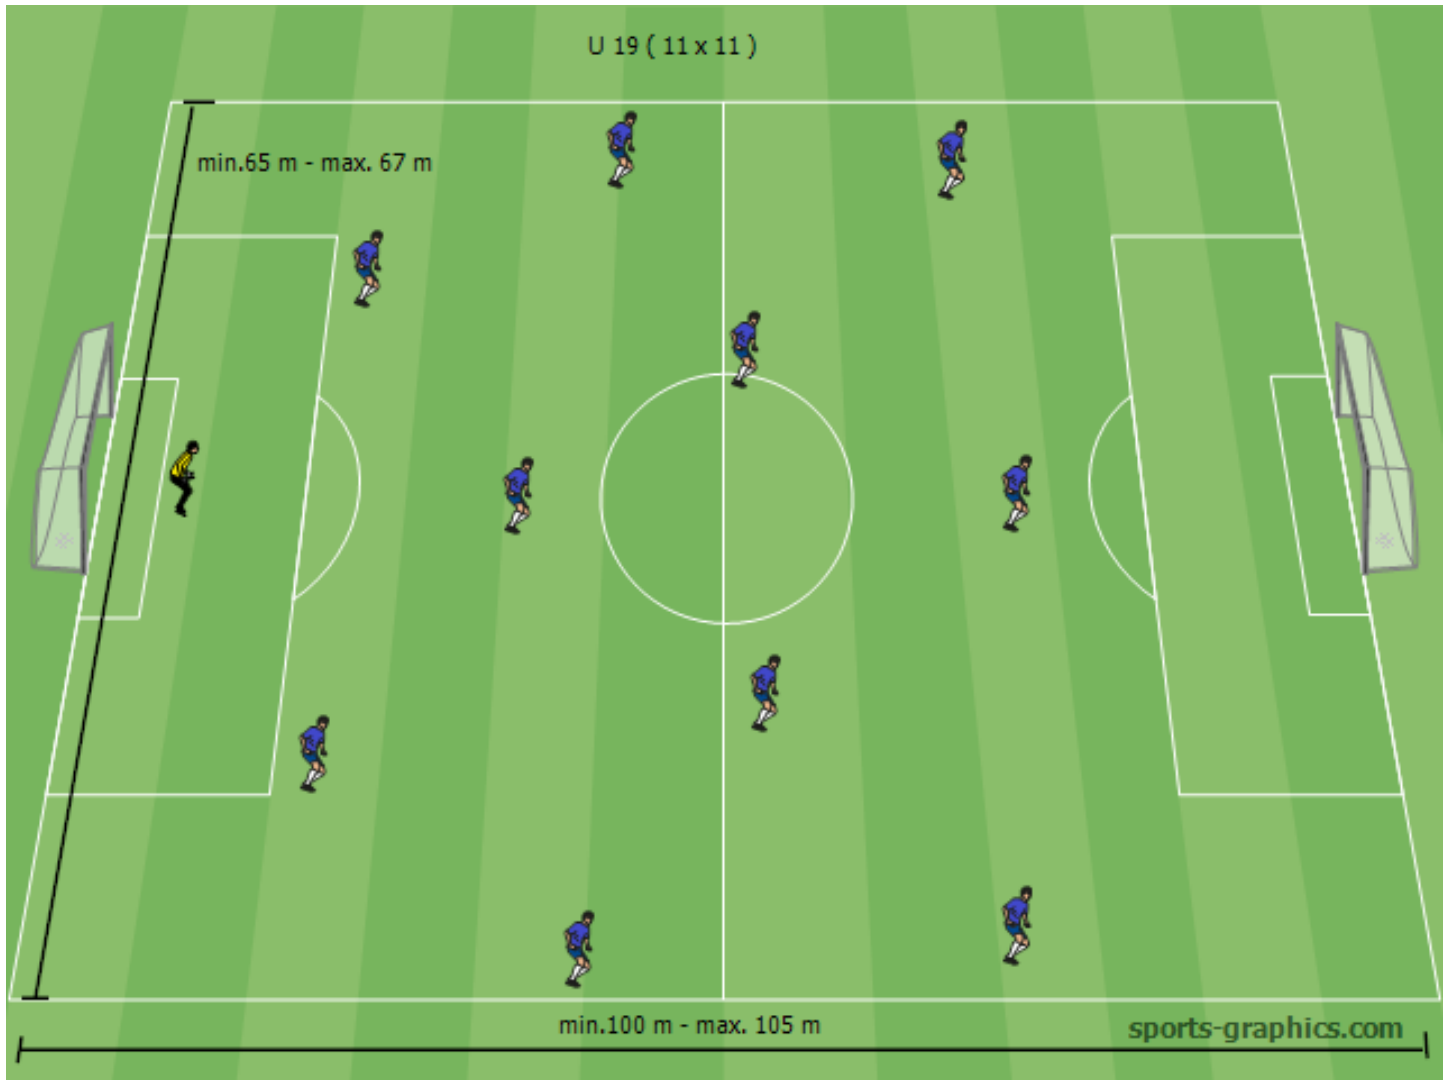 U 19 ( 11 x 11 )
min.65 m - max. 67 m
min.100 m - max. 105 m
sports-graphics.com